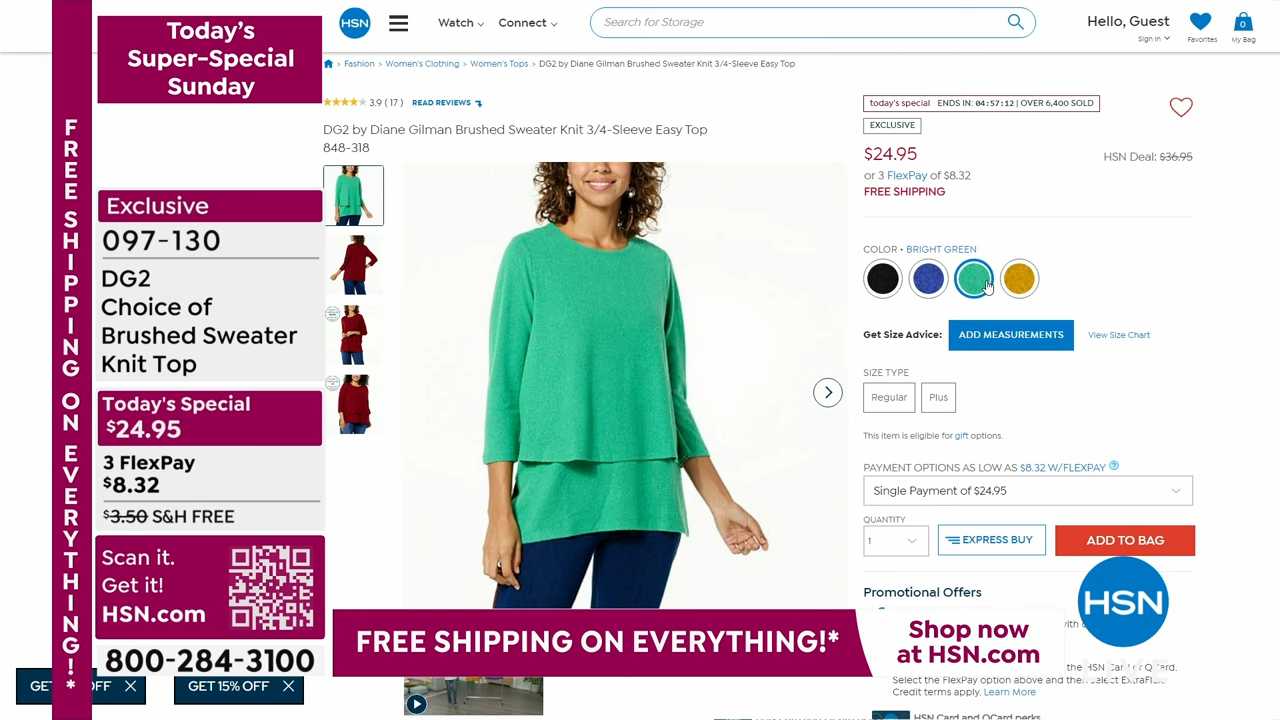 FREE SHIPPING ON EVERYTHING!*
Today's
Super-Special
Sunday
Exclusive
097-130
DG2
Choice of
Brushed Sweater
Knit Top
Today's Special
$24.95
3 FlexPay
$8.32
$3.50 S&H FREE
Scan it.
Get it!
HSN.com
800-284-3100
GET
OFF
GET 15% OFF
HSN
Watch
Connect
Search for Storage
Hello, Guest
Sign in
Favorites
0
My Bag
> Fashion > Women's Clothing > Women's Tops > DG2 by Diane Gilman Brushed Sweater Knit 3/4-Sleeve Easy Top
3.9 ( 17 ) READ REVIEWS
DG2 by Diane Gilman Brushed Sweater Knit 3/4-Sleeve Easy Top
848-318
today's special ENDS IN: 04:57:12 | OVER 6,400 SOLD
EXCLUSIVE
$24.95
HSN Deal: $36.95
or 3 FlexPay of $8.32
FREE SHIPPING
COLOR • BRIGHT GREEN
Get Size Advice:
ADD MEASUREMENTS
View Size Chart
SIZE TYPE
Regular
Plus
This item is eligible for gift options.
PAYMENT OPTIONS AS LOW AS $8.32 W/FLEXPAY
Single Payment of $24.95
QUANTITY
1
EXPRESS BUY
ADD TO BAG
Promotional Offers
HSN
LIVE
FREE SHIPPING ON EVERYTHING!*
Shop now
at HSN.com
the HSN Card or QCard.
Select the FlexPay option above and then select ExtraFlex.
Credit terms apply. Learn More
HSN Card and QCard perks